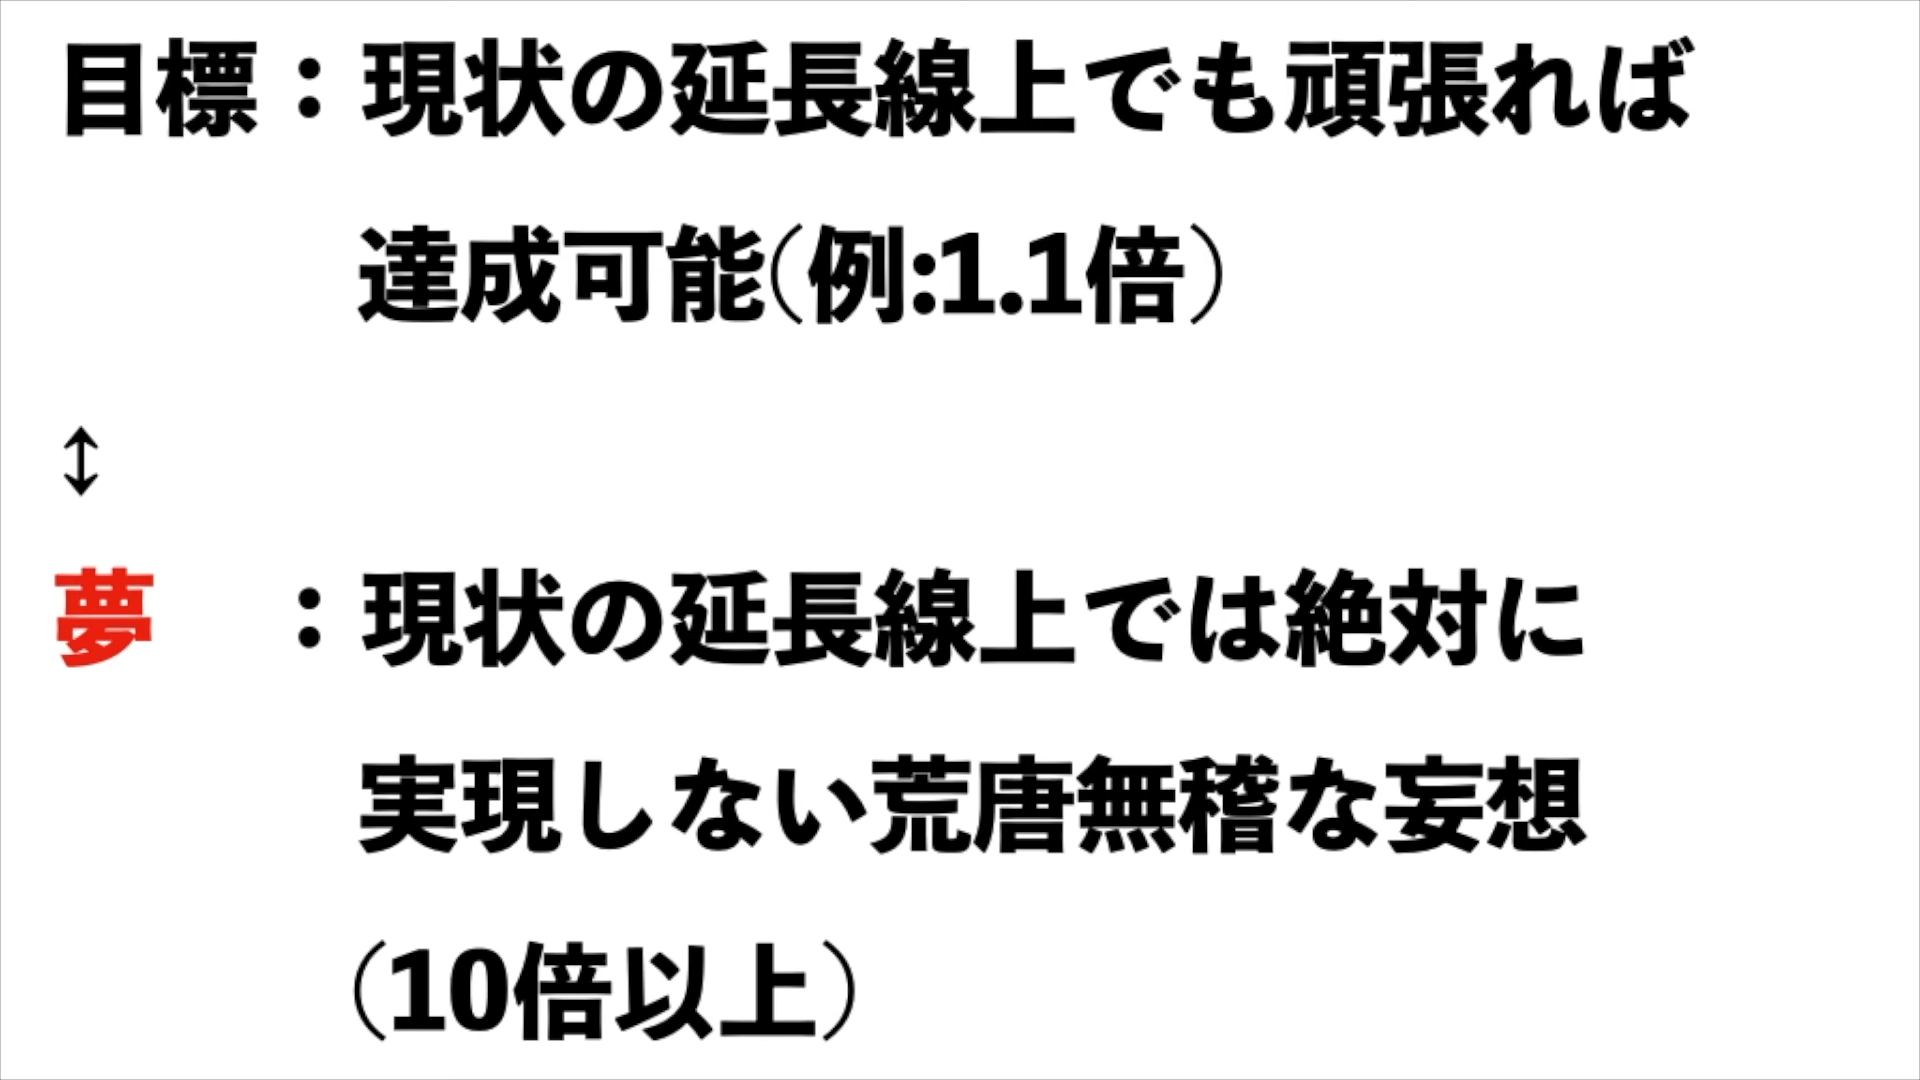 目標：現状の延長線上でも頑張れば
達成可能（例:1.1倍）
↕
夢　：現状の延長線上では絶対に
実現しない荒唐無稽な妄想
（10倍以上）